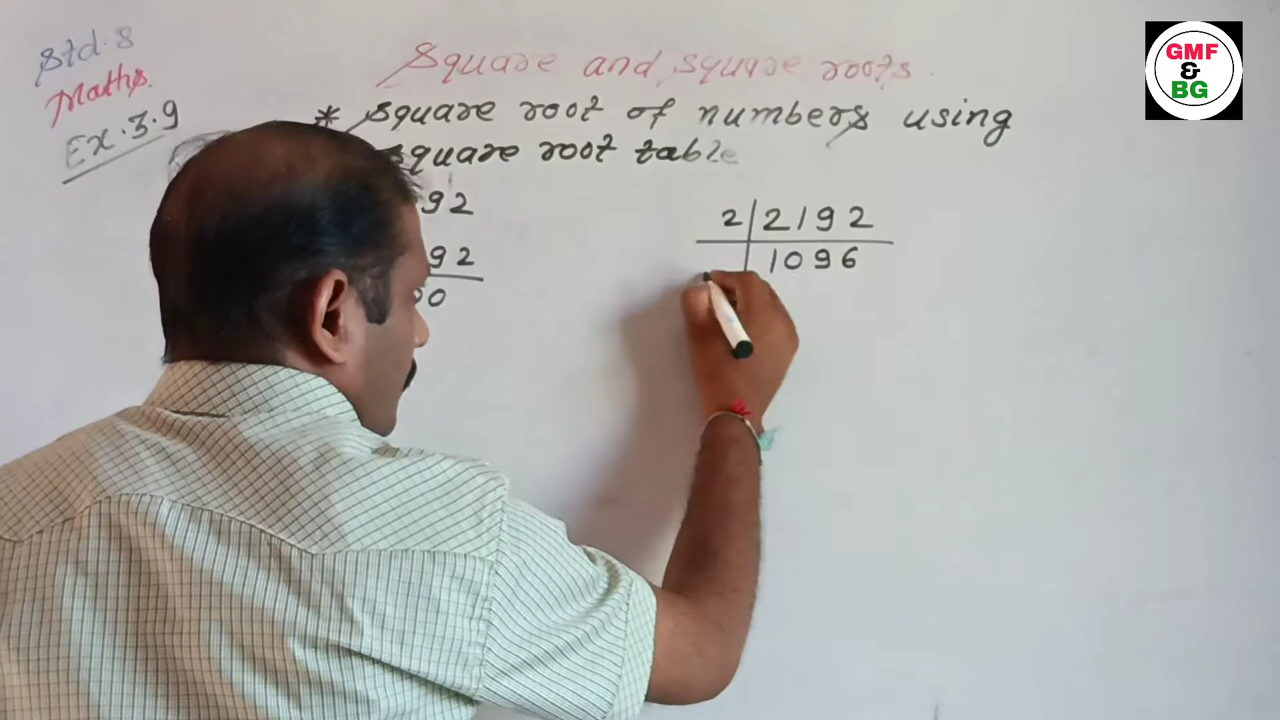 Std. 8
Maths.
Ex. 3.9
Square and square roots.
* square root of numbers using
square root table
92
92
00
2 | 2192
1096
GMF
&
BG